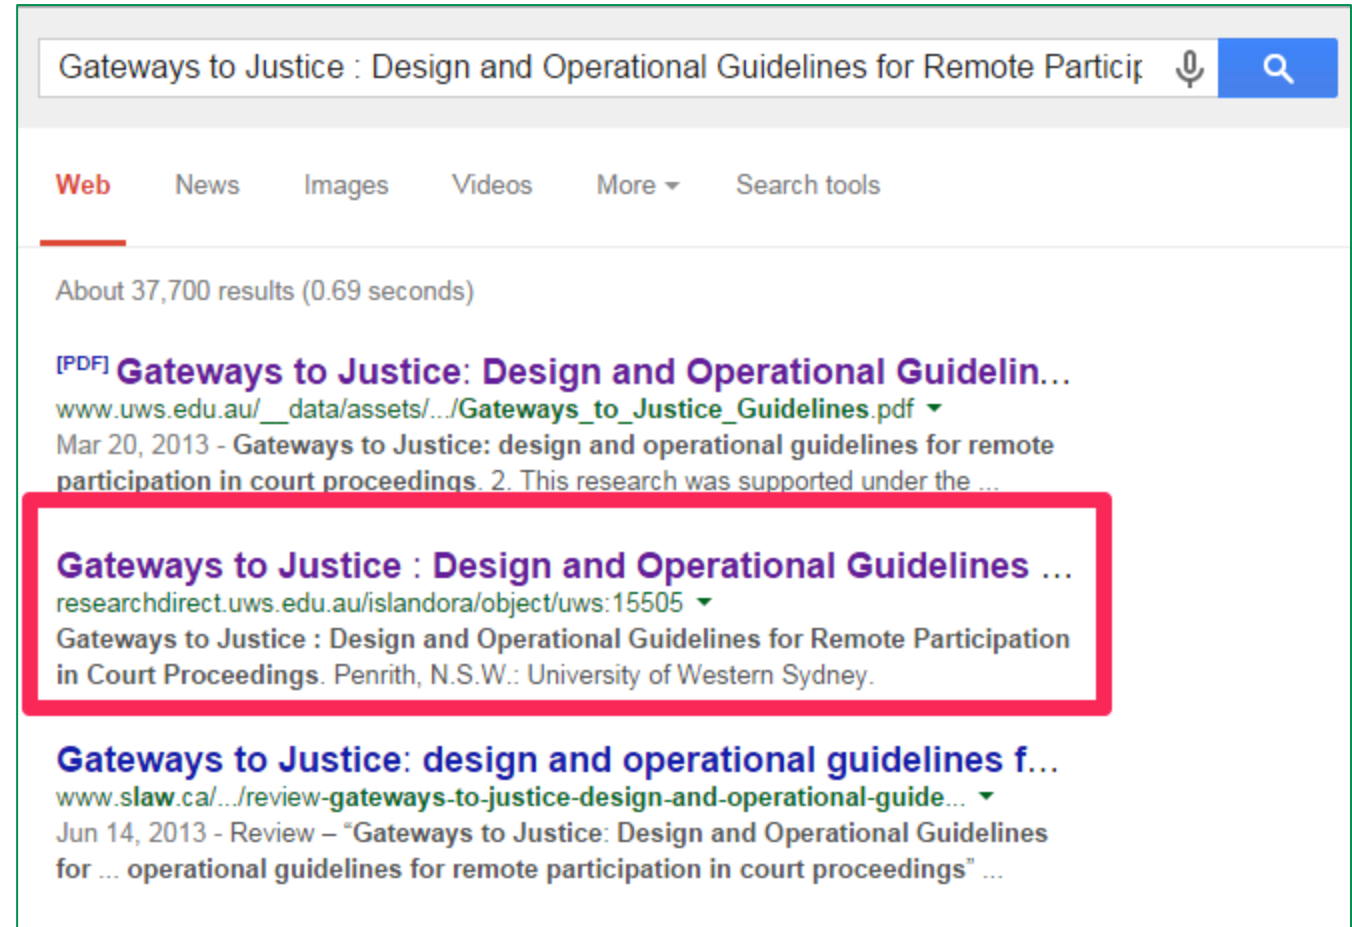 Gateways to Justice : Design and Operational Guidelines for Remote Particip
Web News Images Videos More Search tools
About 37,700 results (0.69 seconds)
[PDF] Gateways to Justice: Design and Operational Guidelin...
www.uws.edu.au/__data/assets/.../Gateways_to_Justice_Guidelines.pdf
Mar 20, 2013 - Gateways to Justice: design and operational guidelines for remote
participation in court proceedings. 2. This research was supported under the ...
Gateways to Justice : Design and Operational Guidelines ...
researchdirect.uws.edu.au/islandora/object/uws:15505
Gateways to Justice : Design and Operational Guidelines for Remote Participation
in Court Proceedings. Penrith, N.S.W.: University of Western Sydney.
Gateways to Justice: design and operational guidelines f...
www.slaw.ca/.../review-gateways-to-justice-design-and-operational-guide...
Jun 14, 2013 - Review – “Gateways to Justice: Design and Operational Guidelines
for ... operational guidelines for remote participation in court proceedings” ...